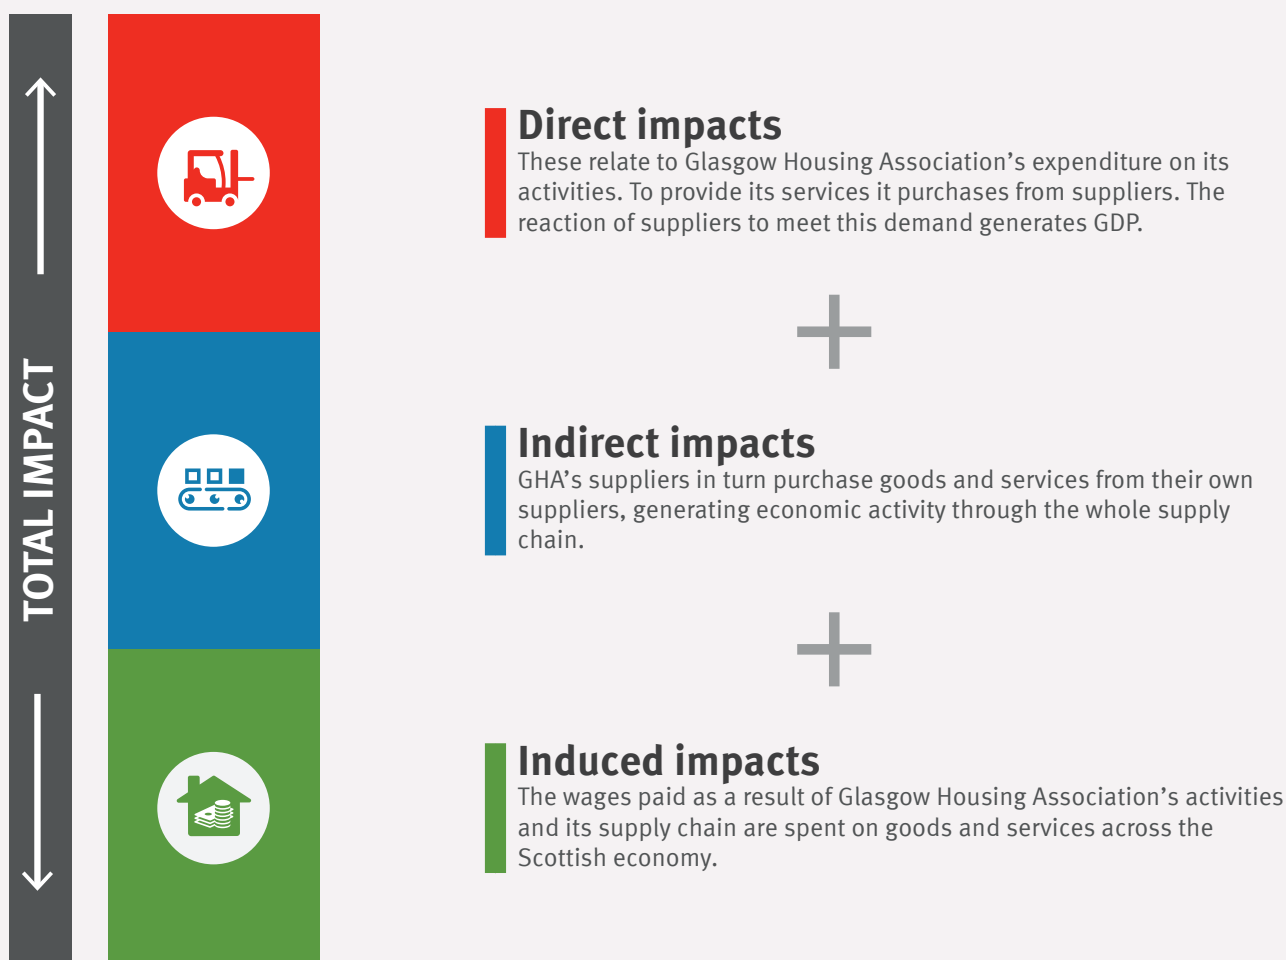 TOTAL IMPACT
Direct impacts
These relate to Glasgow Housing Association’s expenditure on its
activities. To provide its services it purchases from suppliers. The
reaction of suppliers to meet this demand generates GDP.
+
Indirect impacts
GHA’s suppliers in turn purchase goods and services from their own
suppliers, generating economic activity through the whole supply
chain.
+
Induced impacts
The wages paid as a result of Glasgow Housing Association’s activities
and its supply chain are spent on goods and services across the
Scottish economy.